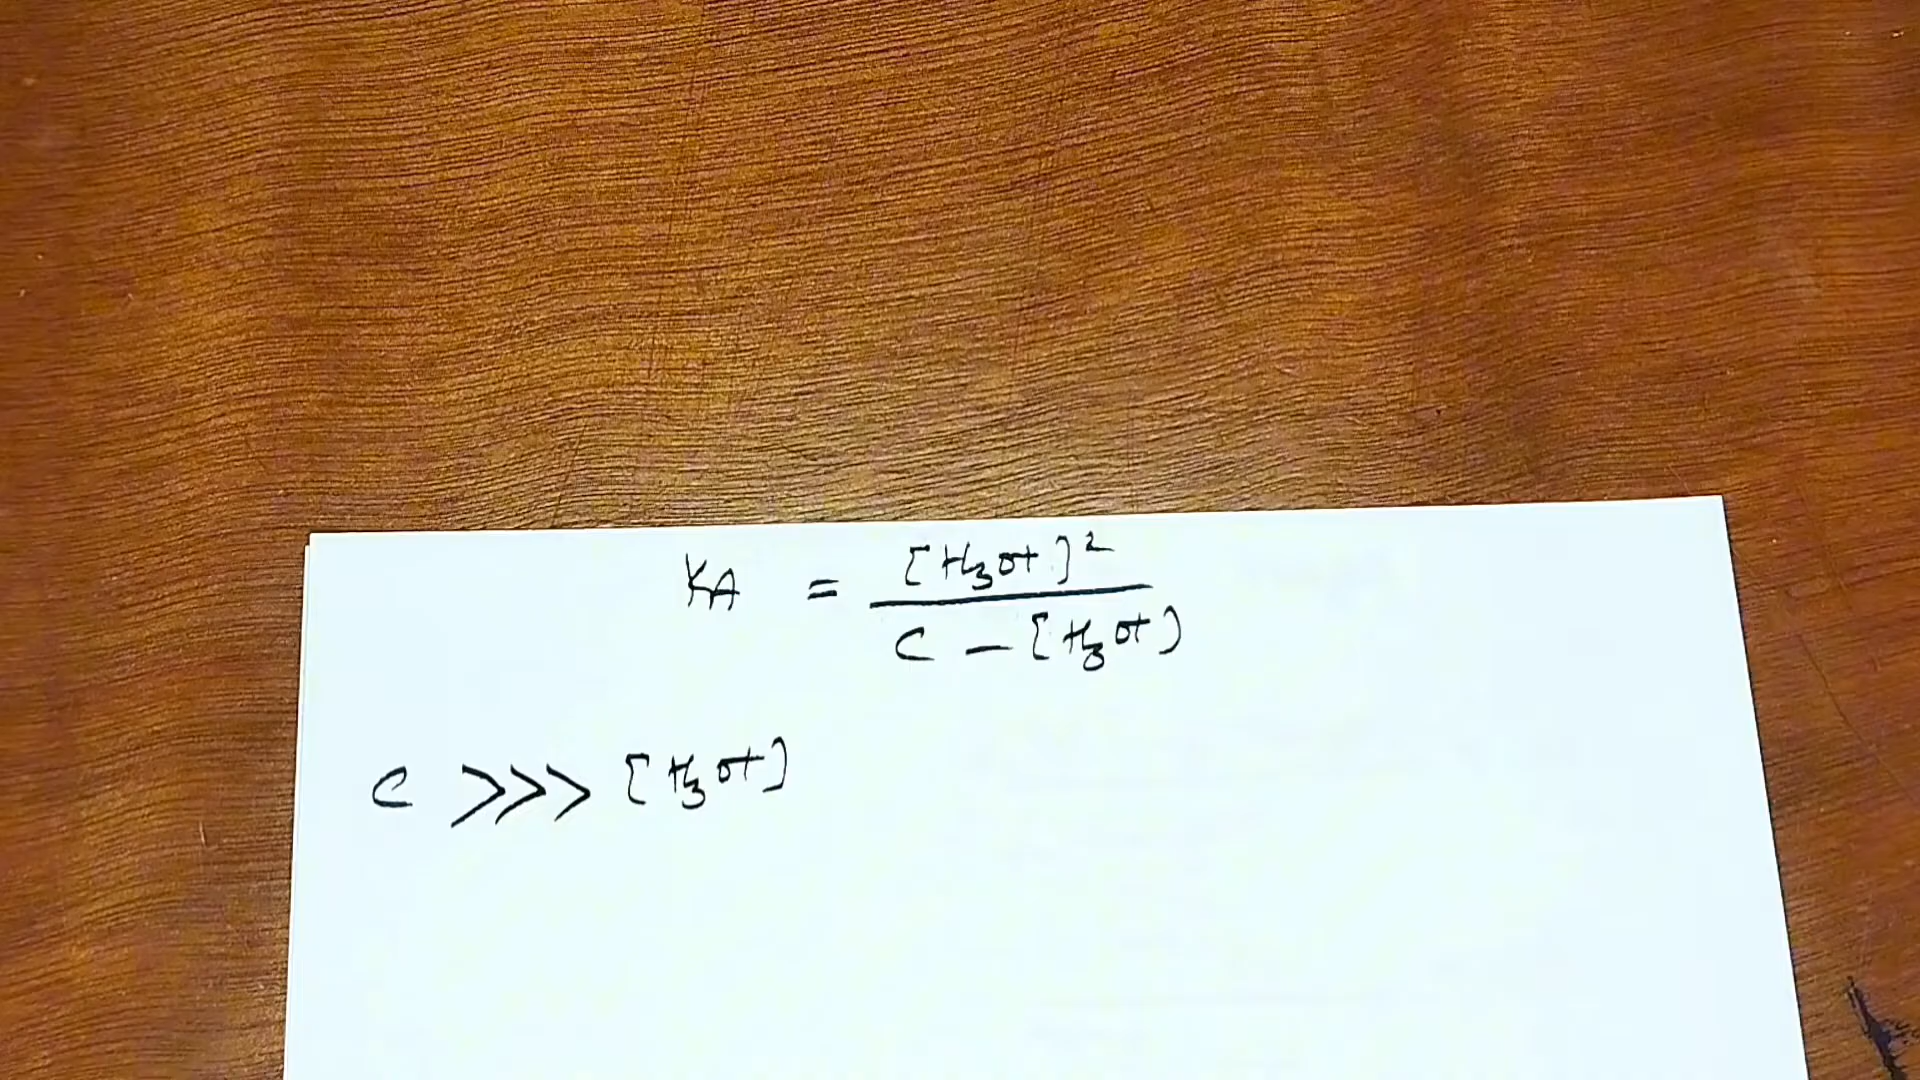 KA = [H₃O+]² / C - [H₃O+]
C >>> [H₃O+]